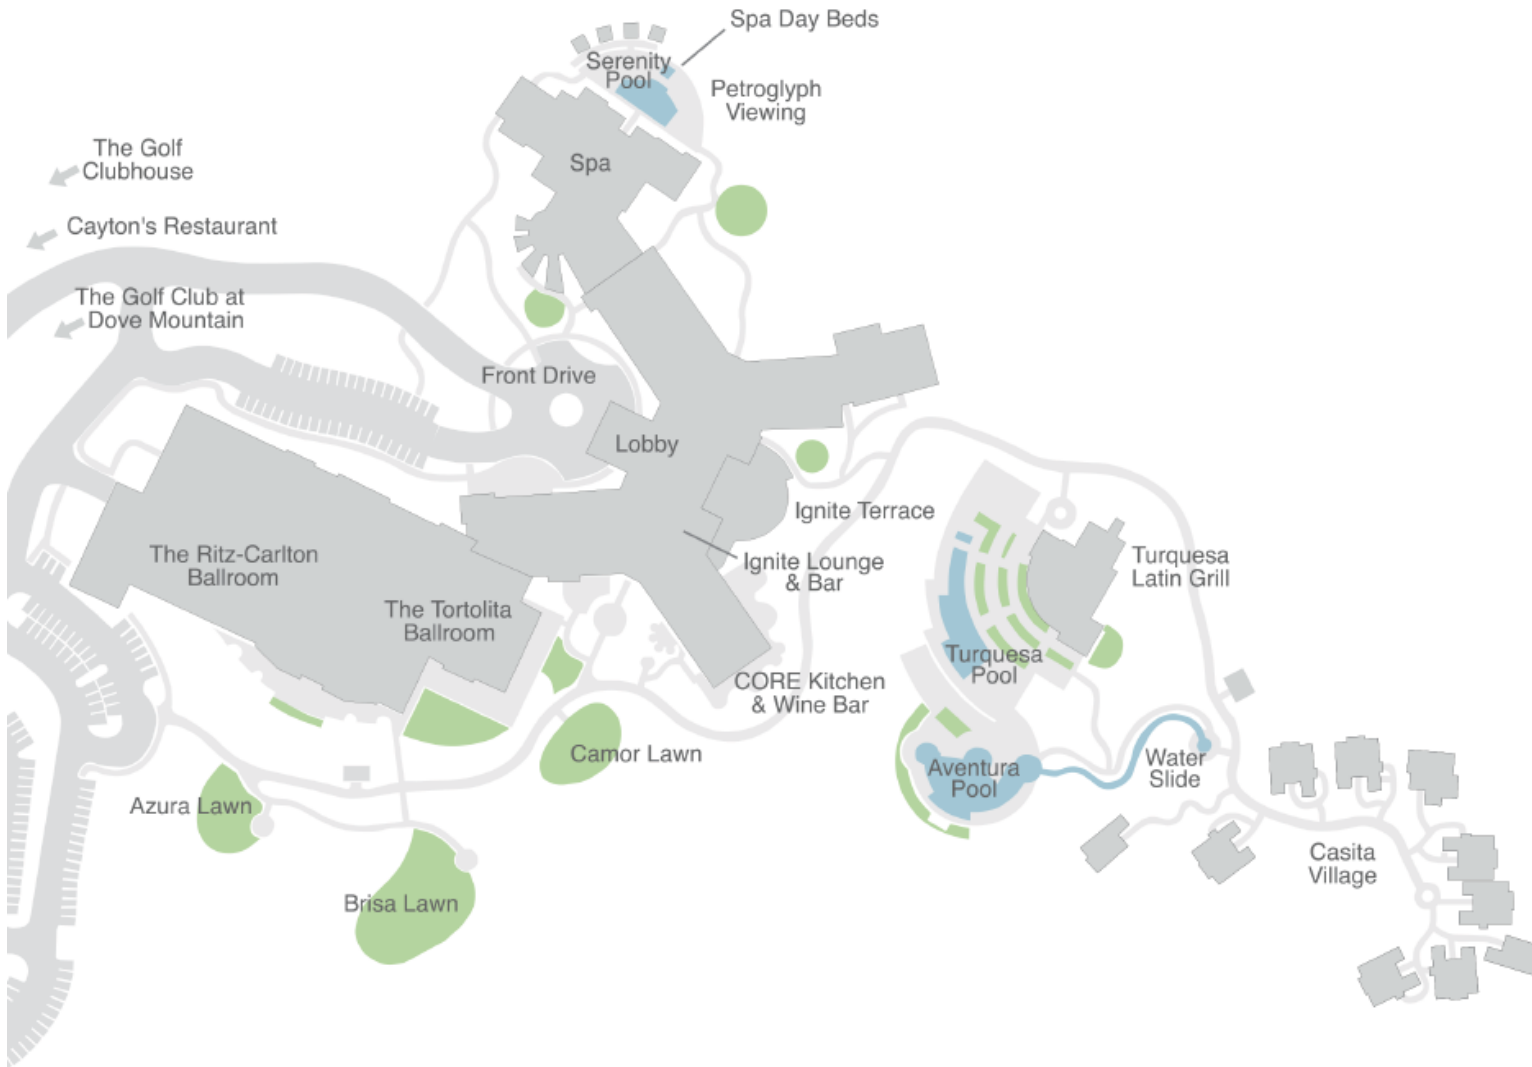 Spa Day Beds
Serenity
Pool
Petroglyph
Viewing
The Golf
Clubhouse
Spa
Cayton's Restaurant
The Golf Club at
Dove Mountain
Front Drive
Lobby
Ignite Terrace
Ignite Lounge
& Bar
Turquesa
Latin Grill
The Ritz-Carlton
Ballroom
The Tortolita
Ballroom
Turquesa
Pool
CORE Kitchen
& Wine Bar
Camor Lawn
Aventura
Pool
Water
Slide
Azura Lawn
Casita
Village
Brisa Lawn